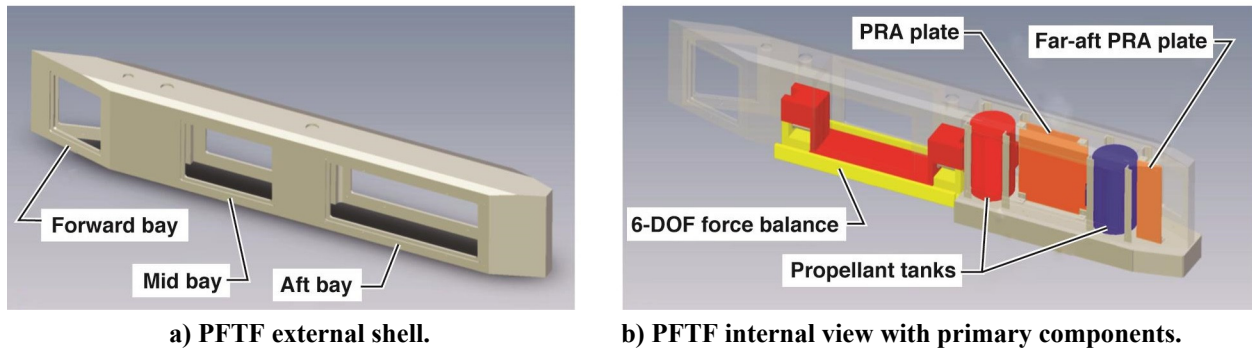 Forward bay
Mid bay
Aft bay
a) PFTF external shell.
PRA plate
Far-aft PRA plate
6-DOF force balance
Propellant tanks
b) PFTF internal view with primary components.